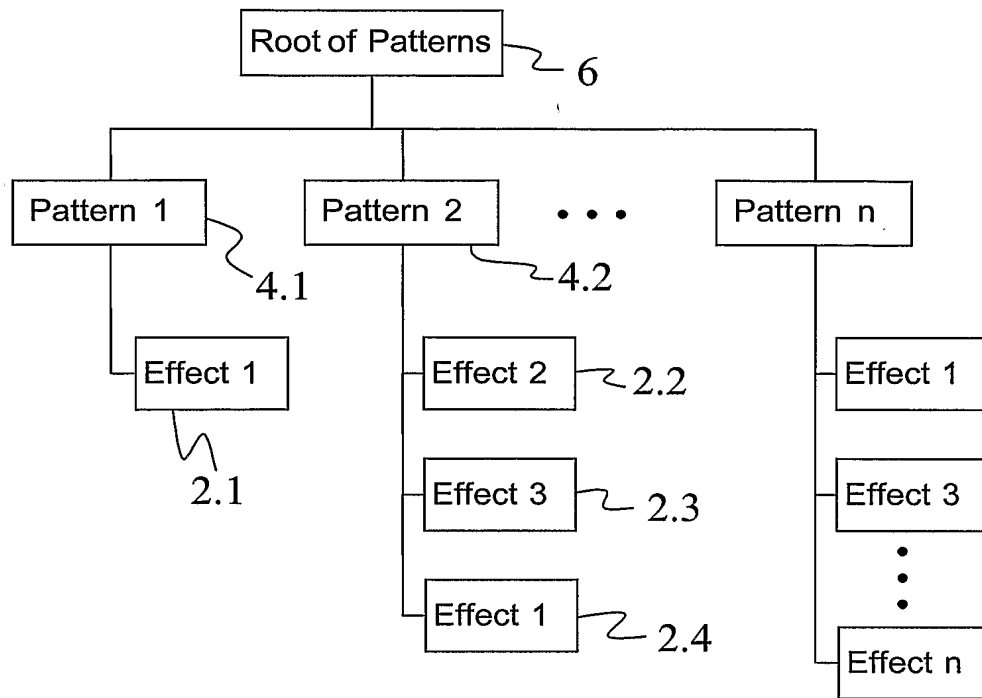 Root of Patterns
6
Pattern 1
Pattern 2
• • •
Pattern n
4.1
4.2
Effect 1
Effect 2
2.2
Effect 1
2.1
Effect 3
2.3
Effect 3
Effect 1
2.4
Effect n